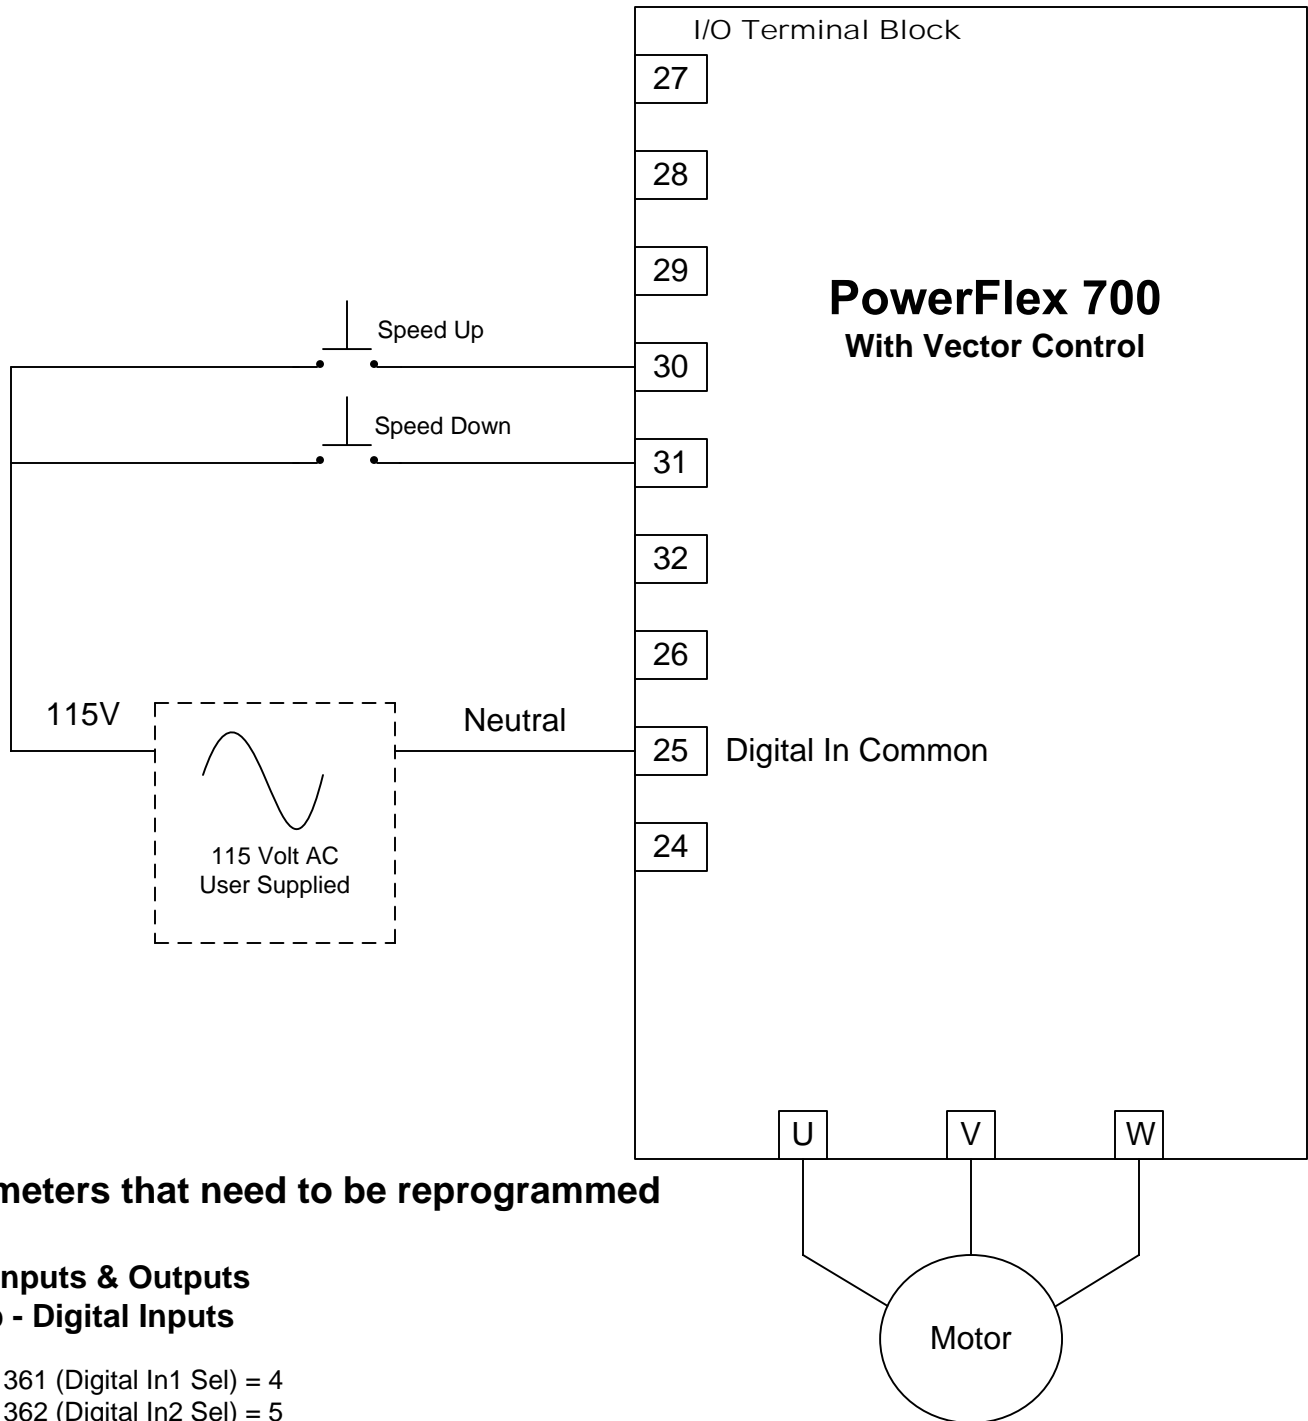 I/O Terminal Block
27
28
29
PowerFlex 700
With Vector Control
Speed Up
30
Speed Down
31
32
26
115V
Neutral
25
Digital In Common
115 Volt AC
User Supplied
24
U
V
W
meters that need to be reprogrammed
nputs & Outputs
- Digital Inputs
Motor
361 (Digital In1 Sel) = 4
362 (Digital In2 Sel) = 5